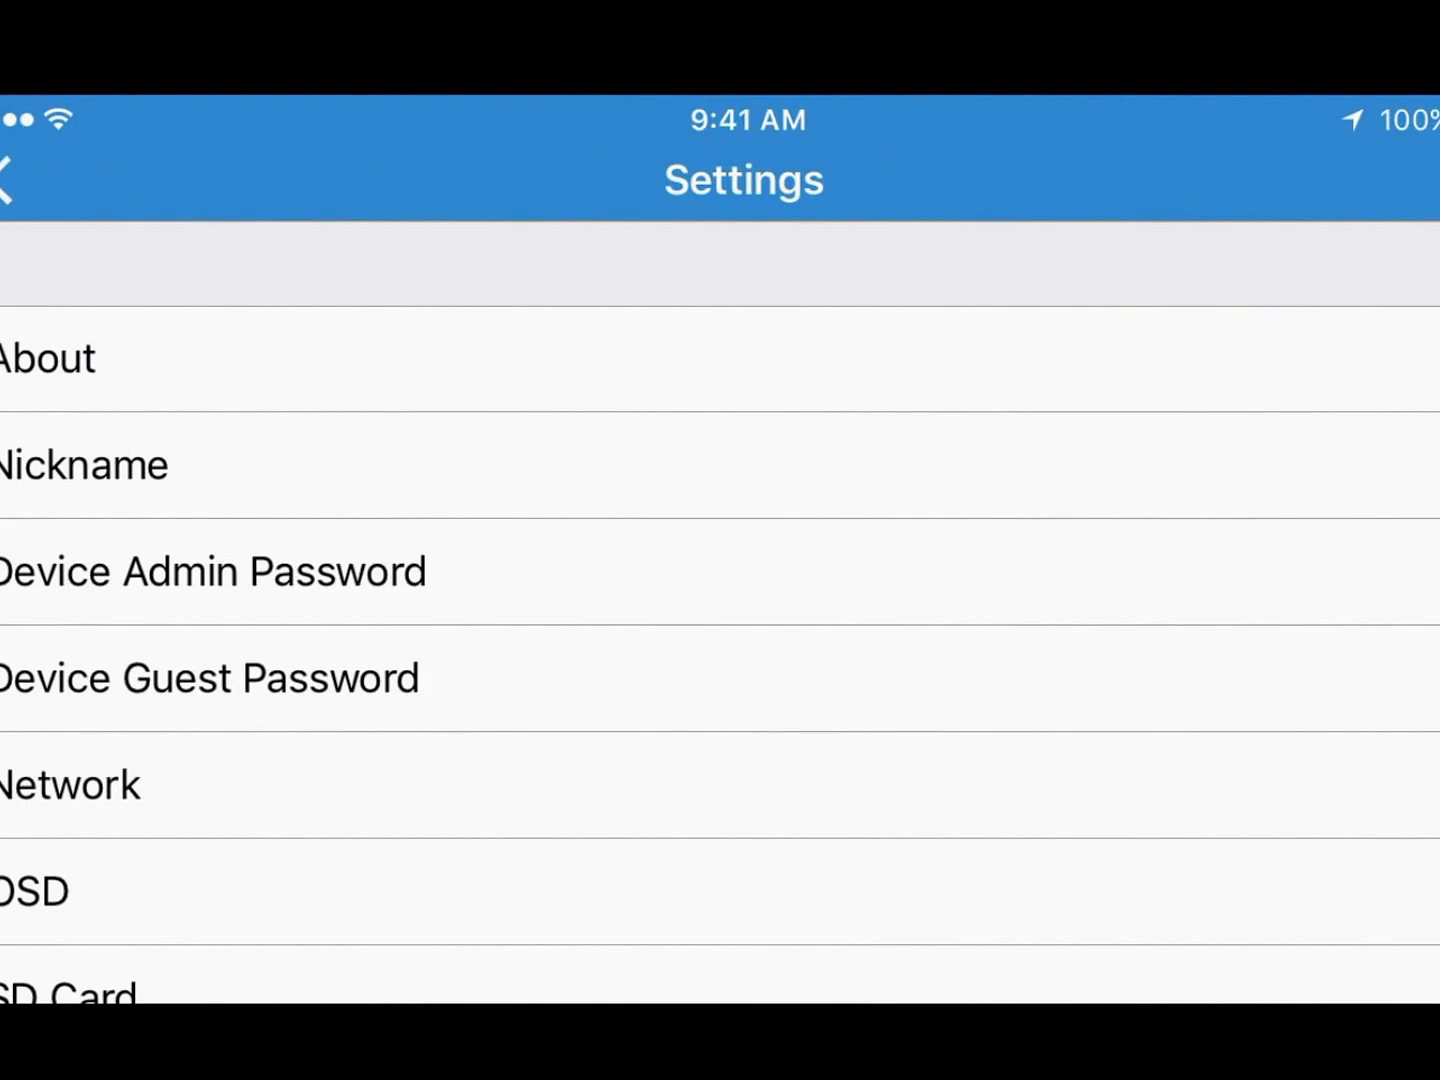 9:41 AM
100%
Settings
About
Nickname
Device Admin Password
Device Guest Password
Network
OSD
SD Card